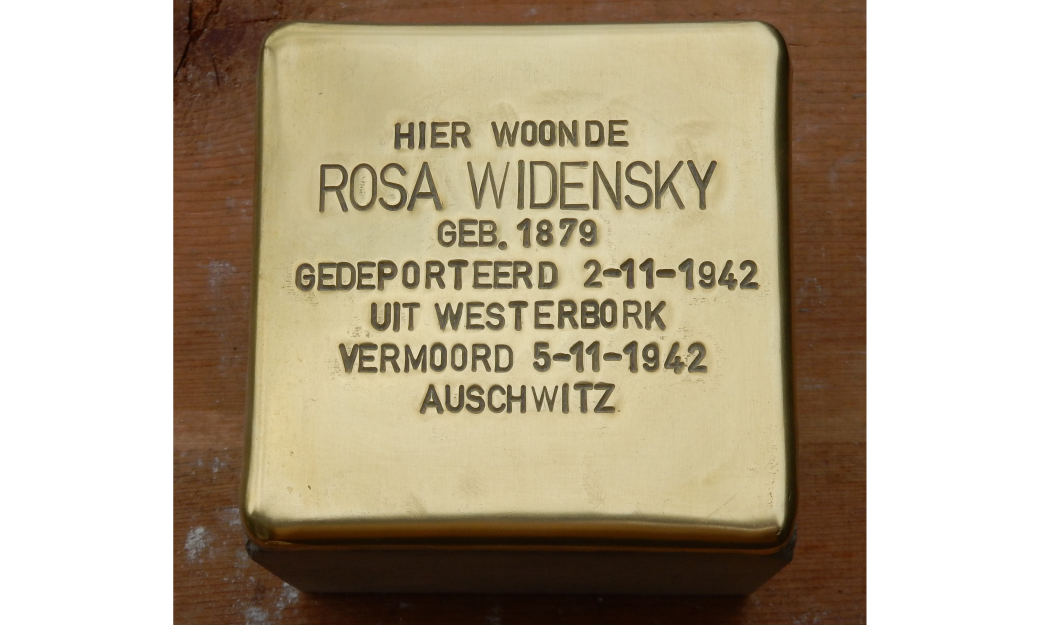 HIER WOONDE
ROSA WIDENSKY
GEB. 1879
GEDEPORTEERD 2-11-1942
UIT WESTERBORK
VERMOORD 5-11-1942
AUSCHWITZ